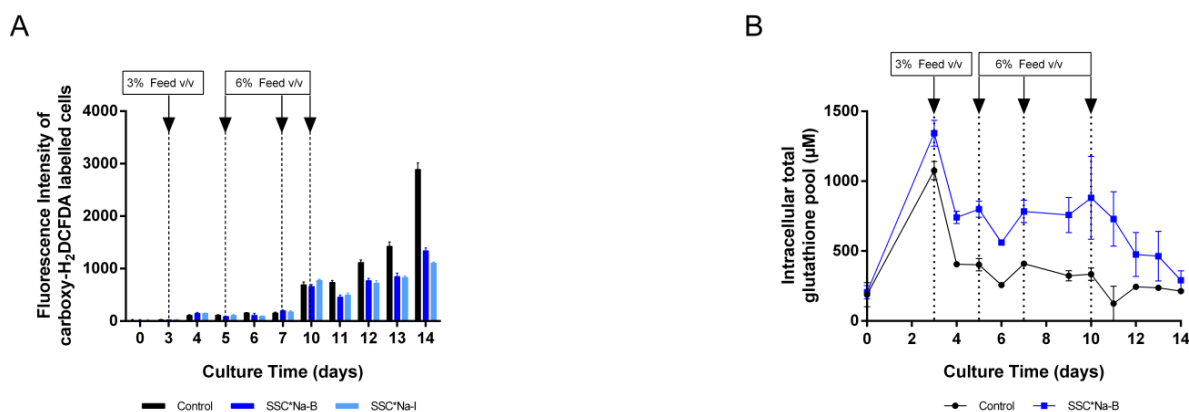 A
3% Feed v/v
6% Feed v/v
Fluorescence Intensity of
carboxy-H₂DCFDA labelled cells
4000
3000
2000
1000
0
0 3 4 5 6 7 10 11 12 13 14
Culture Time (days)
Control SSC*Na-B SSC*Na-I
B
3% Feed v/v
6% Feed v/v
Intracellular total
glutathione pool (µM)
1500
1000
500
0
0 2 4 6 8 10 12 14
Culture Time (days)
Control SSC*Na-B